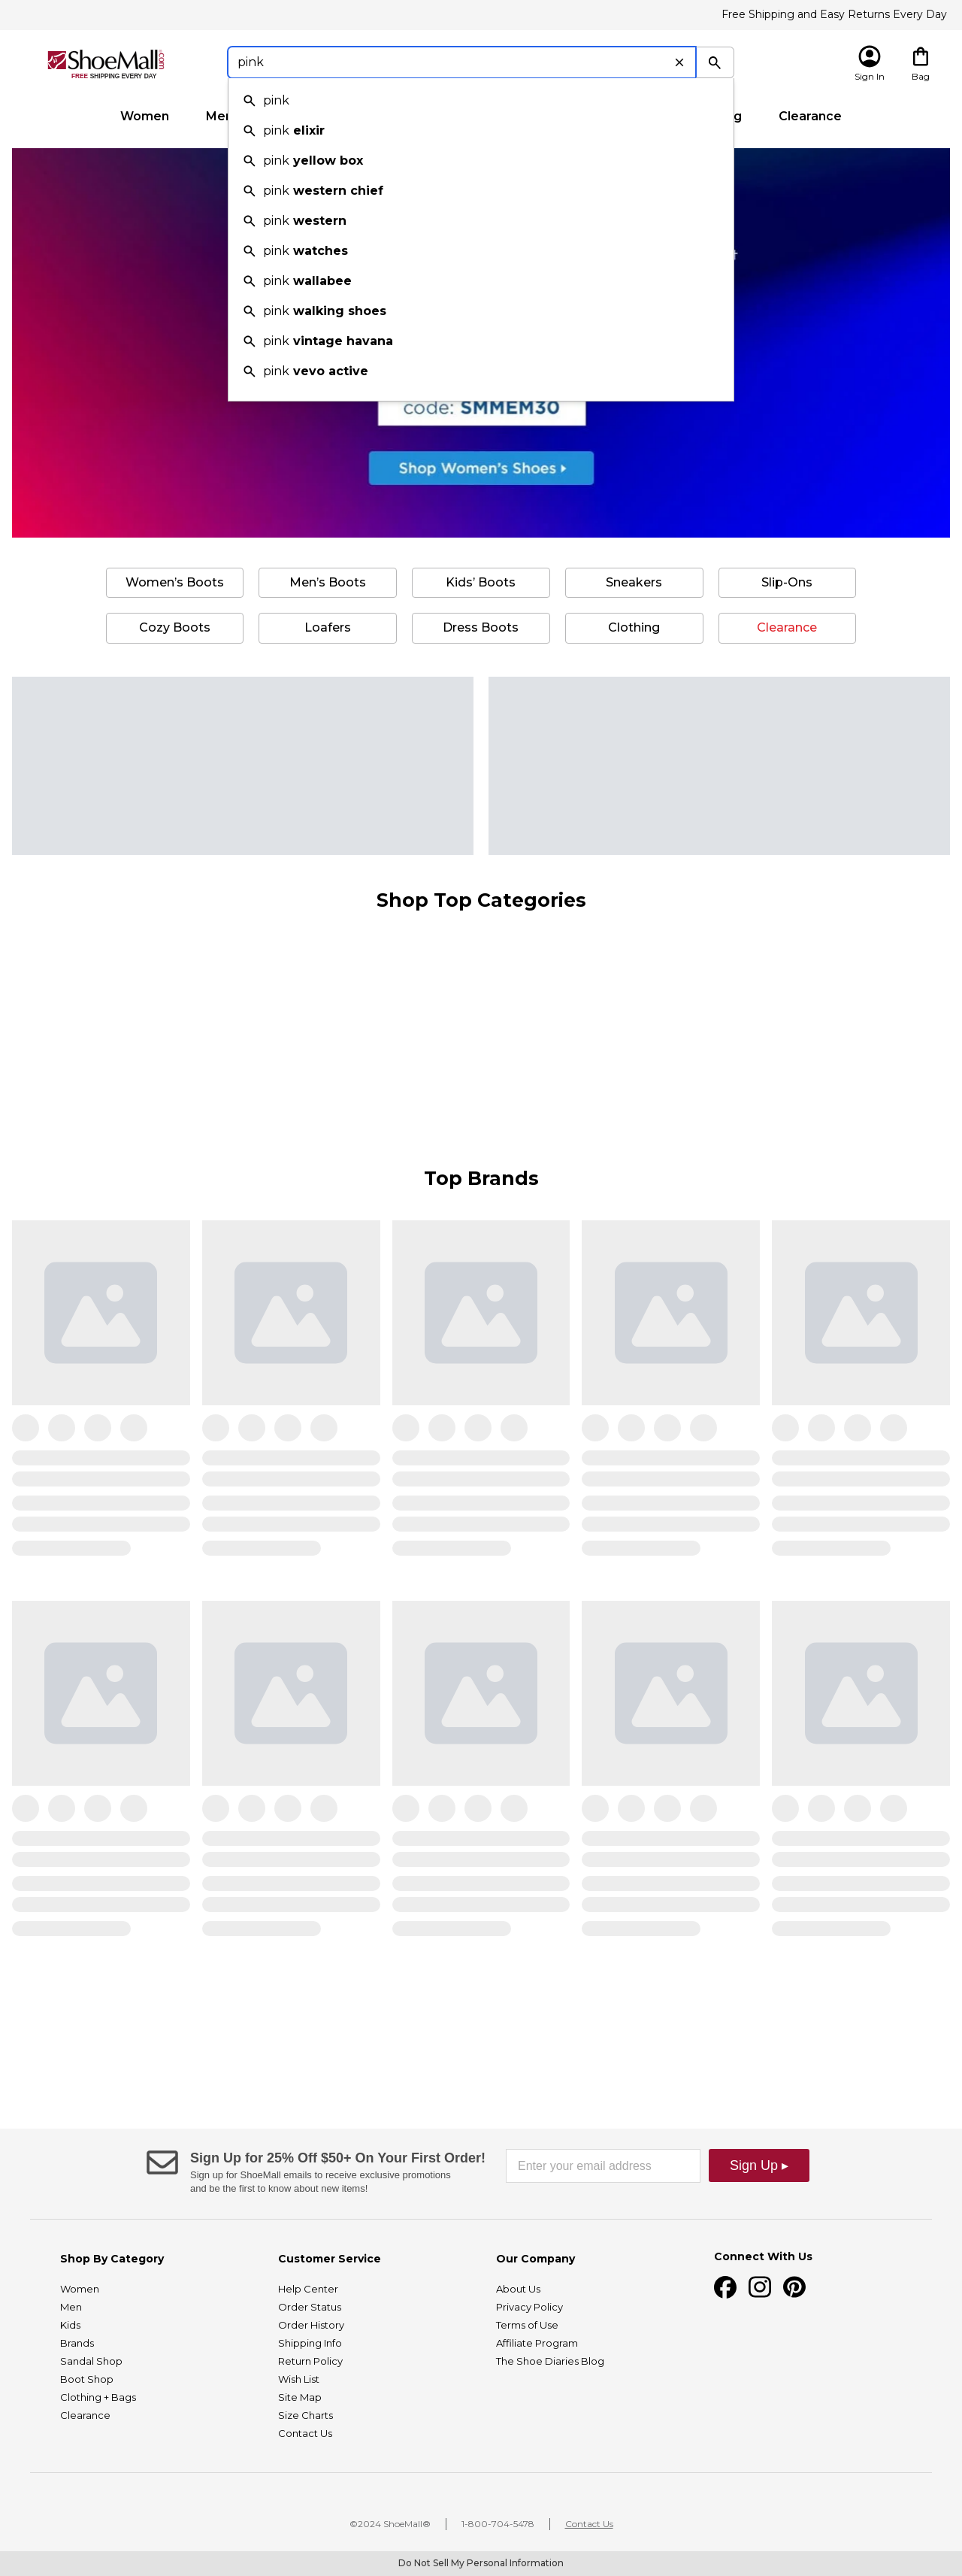 Free Shipping and Easy Returns Every Day
ShoeMall.com
FREE SHIPPING EVERY DAY
pink
Sign In
Bag
Women
Clearance
pink
pink elixir
pink yellow box
pink western chief
pink western
pink watches
pink wallabee
pink walking shoes
pink vintage havana
pink vevo active
code: SMMEM30
Shop Women's Shoes
Women's Boots
Men's Boots
Kids' Boots
Sneakers
Slip-Ons
Cozy Boots
Loafers
Dress Boots
Clothing
Clearance
Shop Top Categories
Top Brands
Sign Up for 25% Off $50+ On Your First Order!
Sign up for ShoeMall emails to receive exclusive promotions
and be the first to know about new items!
Enter your email address
Sign Up ▸
Shop By Category
Women
Men
Kids
Brands
Sandal Shop
Boot Shop
Clothing + Bags
Clearance
Customer Service
Help Center
Order Status
Order History
Shipping Info
Return Policy
Wish List
Site Map
Size Charts
Contact Us
Our Company
About Us
Privacy Policy
Terms of Use
Affiliate Program
The Shoe Diaries Blog
Connect With Us
©2024 ShoeMall®
1-800-704-5478
Contact Us
Do Not Sell My Personal Information